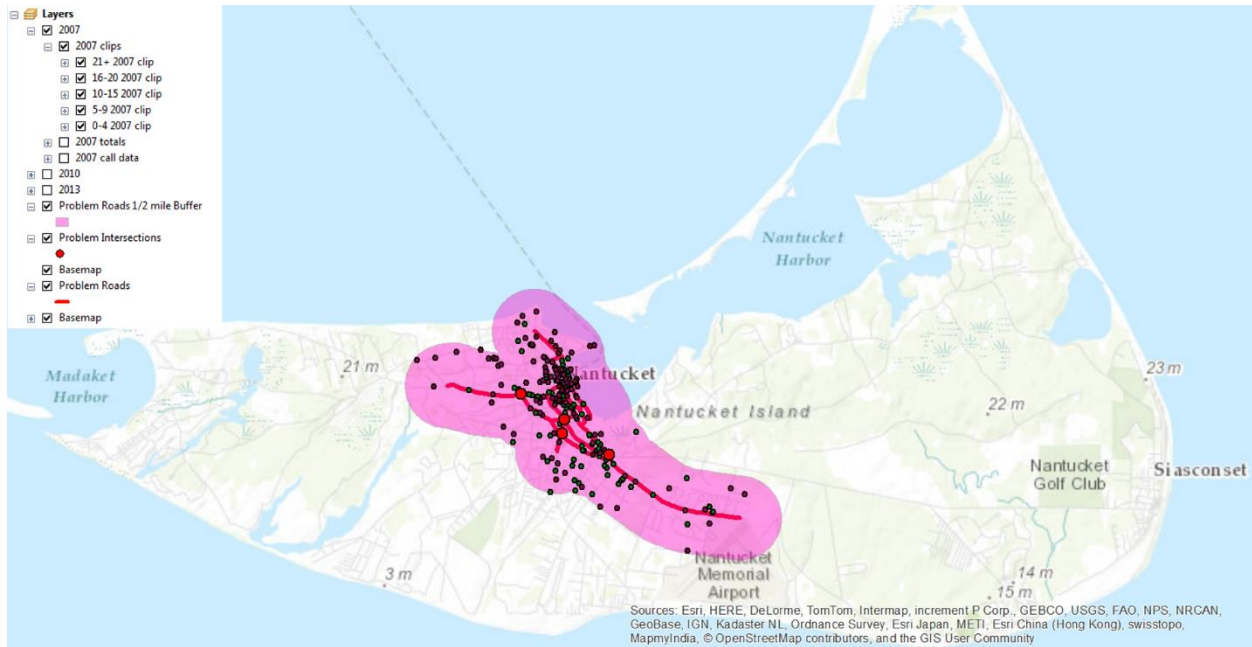 Layers
2007
2007 clips
21+ 2007 clip
16-20 2007 clip
10-15 2007 clip
5-9 2007 clip
0-4 2007 clip
2007 totals
2007 call data
2010
2013
Problem Roads 1/2 mile Buffer
Problem Intersections
Basemap
Problem Roads
Basemap
Nantucket
Harbor
Madaket
Harbor
21 m
Nantucket
Nantucket Island
23 m
22 m
Nantucket
Golf Club
Siasconset
3 m
Nantucket
Memorial
Airport
14 m
15 m
Sources: Esri, HERE, DeLorme, TomTom, Intermap, increment P Corp., GEBCO, USGS, FAO, NPS, NRCAN,
GeoBase, IGN, Kadaster NL, Ordnance Survey, Esri Japan, METI, Esri China (Hong Kong), swisstopo,
MapmyIndia, © OpenStreetMap contributors, and the GIS User Community